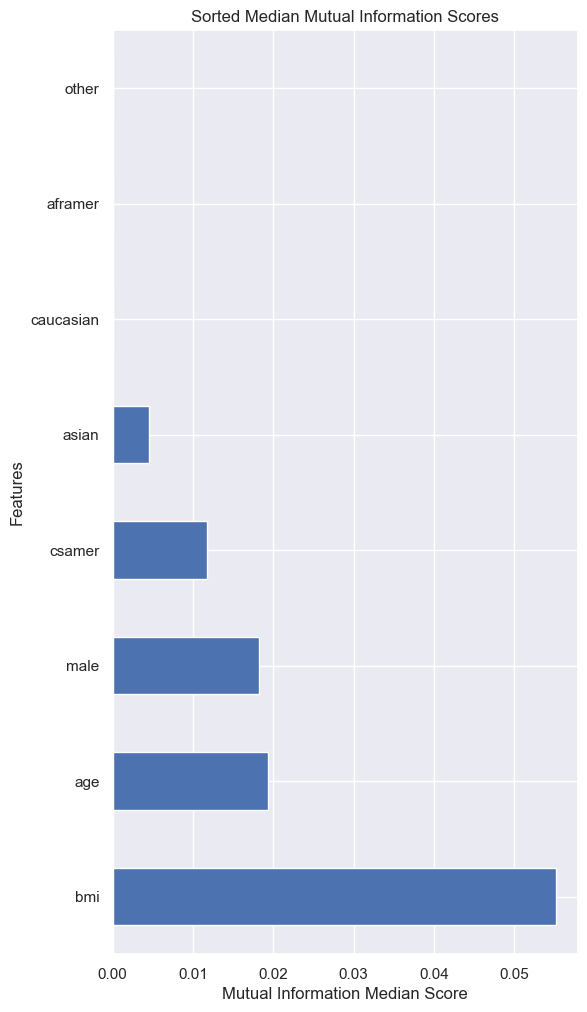 Sorted Median Mutual Information Scores
other
aframer
caucasian
asian
csamer
male
age
bmi
Features
0.00 0.01 0.02 0.03 0.04 0.05
Mutual Information Median Score